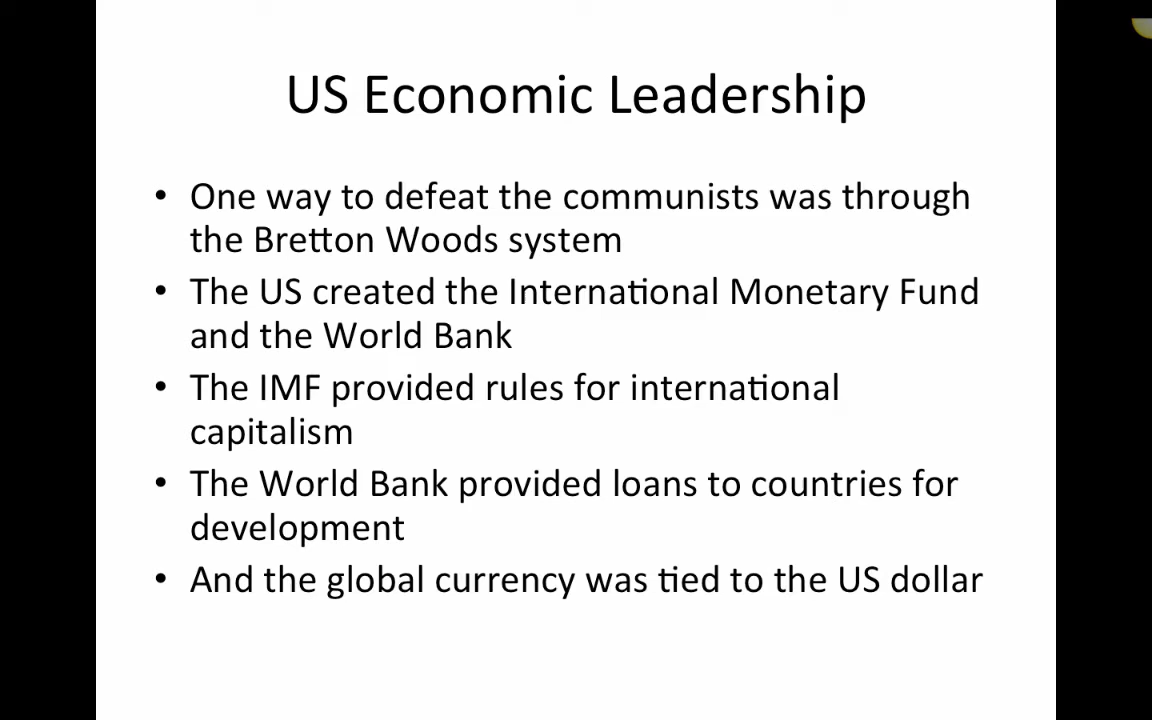 US Economic Leadership
• One way to defeat the communists was through
the Bretton Woods system
• The US created the International Monetary Fund
and the World Bank
• The IMF provided rules for international
capitalism
• The World Bank provided loans to countries for
development
• And the global currency was tied to the US dollar